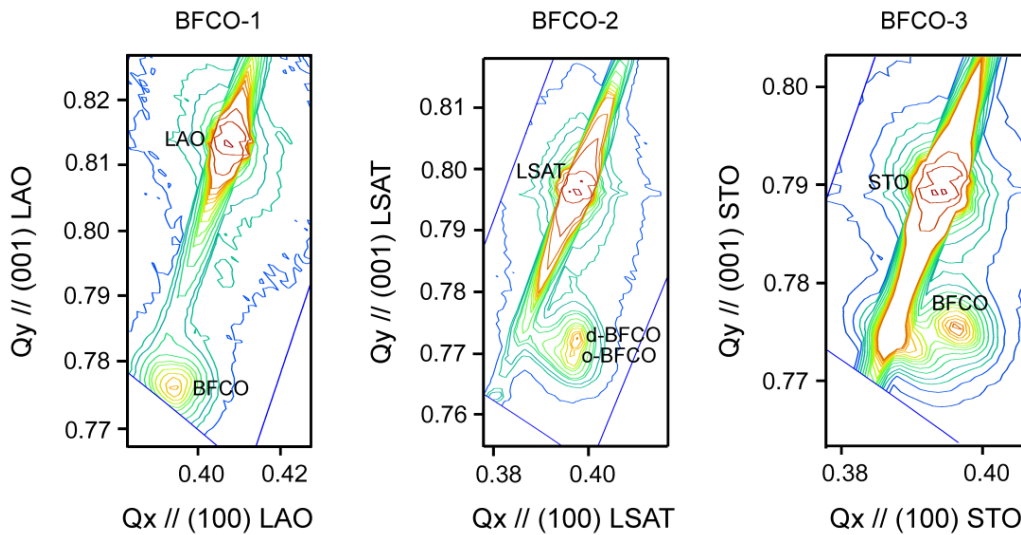 BFCO-1
BFCO-2
BFCO-3
Qy // (001) LAO
0.82
0.81
0.80
0.79
0.78
0.77
LAO
BFCO
0.40
0.42
Qx // (100) LAO
Qy // (001) LSAT
0.81
0.80
0.79
0.78
0.77
0.76
LSAT
d-BFCO
o-BFCO
0.38
0.40
Qx // (100) LSAT
Qy // (001) STO
0.80
0.79
0.78
0.77
STO
BFCO
0.38
0.40
Qx // (100) STO